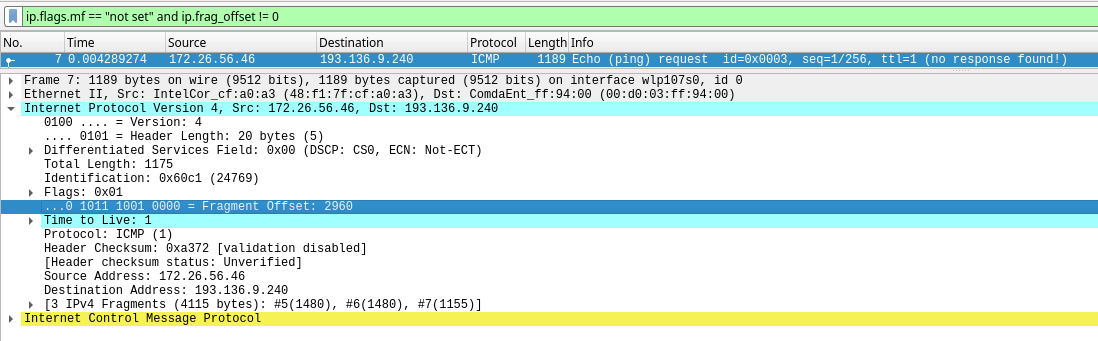 ip.flags.mf == "not set" and ip.frag_offset != 0
No. Time Source Destination Protocol Length Info
7 0.004289274 172.26.56.46 193.136.9.240 ICMP 1189 Echo (ping) request id=0x0003, seq=1/256, ttl=1 (no response found!)
Frame 7: 1189 bytes on wire (9512 bits), 1189 bytes captured (9512 bits) on interface wlp107s0, id 0
Ethernet II, Src: IntelCor_cf:a0:a3 (48:f1:7f:cf:a0:a3), Dst: ComdaEnt_ff:94:00 (00:d0:03:ff:94:00)
Internet Protocol Version 4, Src: 172.26.56.46, Dst: 193.136.9.240
0100 .... = Version: 4
.... 0101 = Header Length: 20 bytes (5)
Differentiated Services Field: 0x00 (DSCP: CS0, ECN: Not-ECT)
Total Length: 1175
Identification: 0x60c1 (24769)
Flags: 0x01
...0 1011 1001 0000 = Fragment Offset: 2960
Time to Live: 1
Protocol: ICMP (1)
Header Checksum: 0xa372 [validation disabled]
[Header checksum status: Unverified]
Source Address: 172.26.56.46
Destination Address: 193.136.9.240
[3 IPv4 Fragments (4115 bytes): #5(1480), #6(1480), #7(1155)]
Internet Control Message Protocol